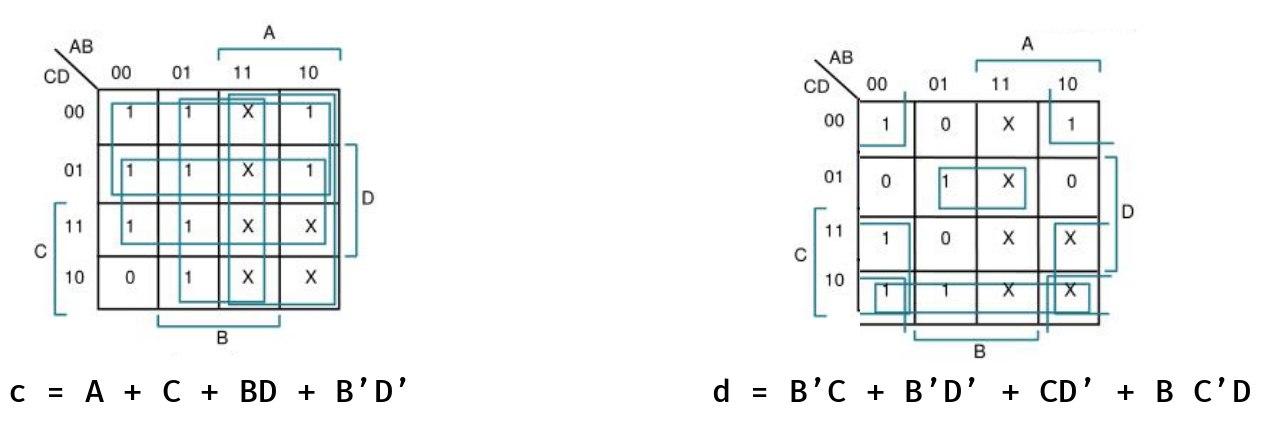 A
AB
CD 00 01 11 10
00 1 1 X 1
01 1 1 X 1
D
11 1 1 X X
C
10 0 1 X X
B
c = A + C + BD + B’D’
A
AB
CD 00 01 11 10
00 1 0 X 1
01 0 1 X 0
D
11 1 0 X X
C
10 1 1 X X
B
d = B’C + B’D’ + CD’ + B C’D